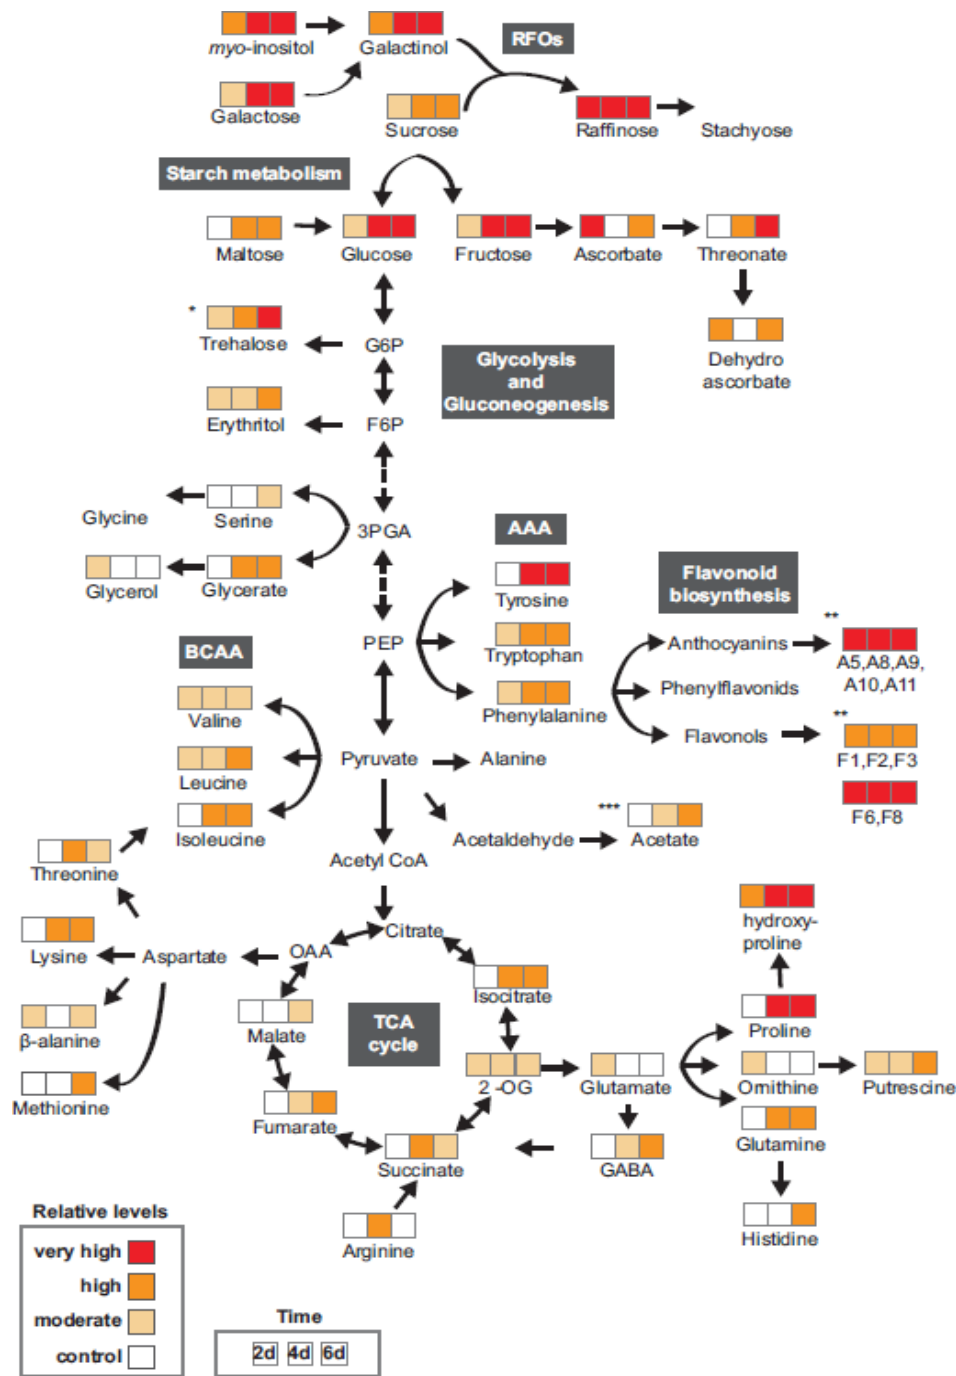 myo-inositol
Galactinol
RFOs
Galactose
Sucrose
Raffinose
Stachyose
Starch metabolism
Maltose
Glucose
Fructose
Ascorbate
Threonate
*
Trehalose
G6P
Dehydro
ascorbate
Glycolysis
and
Gluconeogenesis
Erythritol
F6P
Glycine
Serine
3PGA
AAA
Glycerol
Glycerate
Tyrosine
Flavonoid
biosynthesis
BCAA
PEP
Tryptophan
Anthocyanins
**
A5,A8,A9,
A10,A11
Valine
Phenylalanine
Phenylflavonids
Flavonols
**
F1,F2,F3
Leucine
Pyruvate
Alanine
F6,F8
Isoleucine
Acetaldehyde
***
Acetate
Threonine
Acetyl CoA
Citrate
hydroxy-
proline
Lysine
Aspartate
OAA
Isocitrate
β-alanine
Malate
TCA
cycle
Proline
2 -OG
Glutamate
Ornithine
Putrescine
Methionine
Fumarate
Glutamine
Succinate
GABA
Arginine
Histidine
Relative levels
very high
high
moderate
control
Time
2d 4d 6d